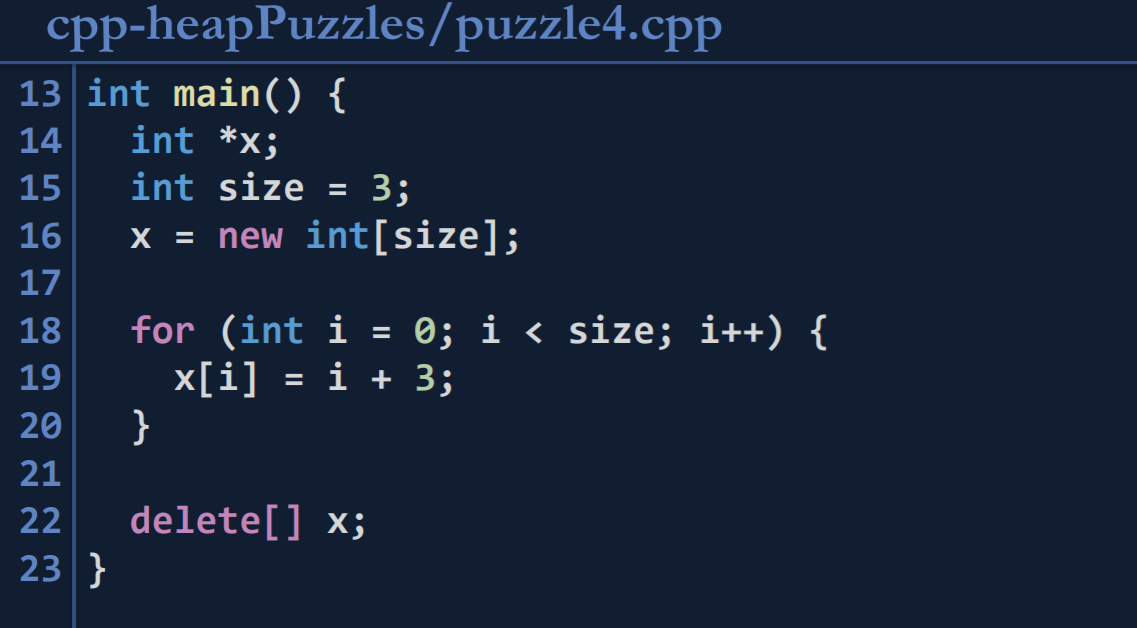 cpp-heapPuzzles/puzzle4.cpp
13 int main() {
14   int *x;
15   int size = 3;
16   x = new int[size];
17
18   for (int i = 0; i < size; i++) {
19     x[i] = i + 3;
20   }
21
22   delete[] x;
23 }